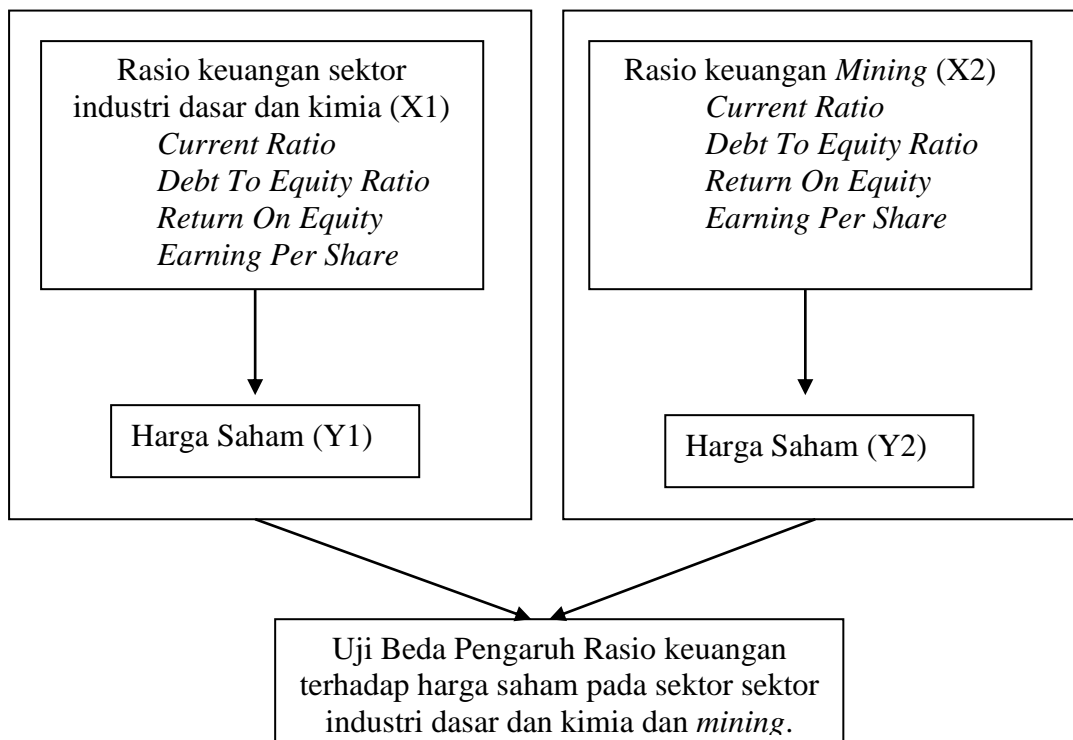 Rasio keuangan sektor
industri dasar dan kimia (X1)
Current Ratio
Debt To Equity Ratio
Return On Equity
Earning Per Share
Harga Saham (Y1)
Rasio keuangan Mining (X2)
Current Ratio
Debt To Equity Ratio
Return On Equity
Earning Per Share
Harga Saham (Y2)
Uji Beda Pengaruh Rasio keuangan
terhadap harga saham pada sektor sektor
industri dasar dan kimia dan mining.